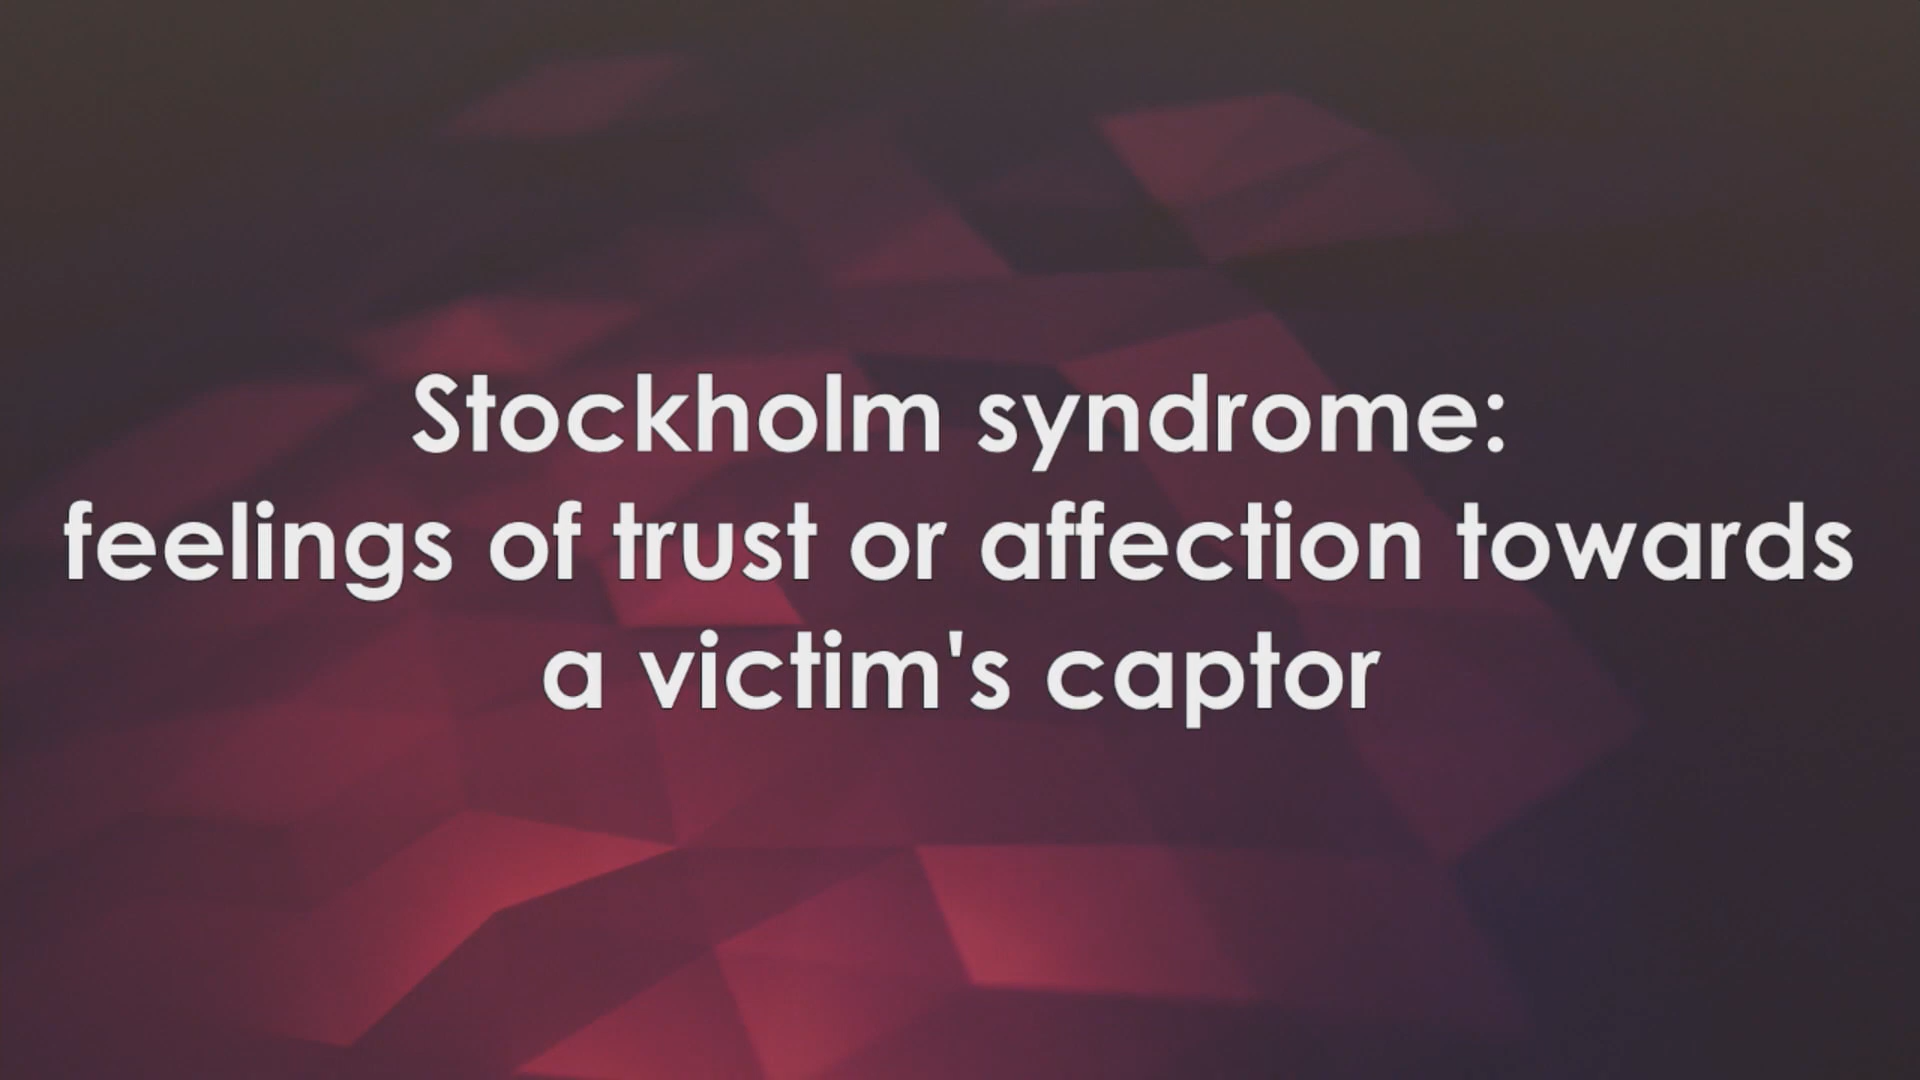 Stockholm syndrome:
feelings of trust or affection towards
a victim's captor